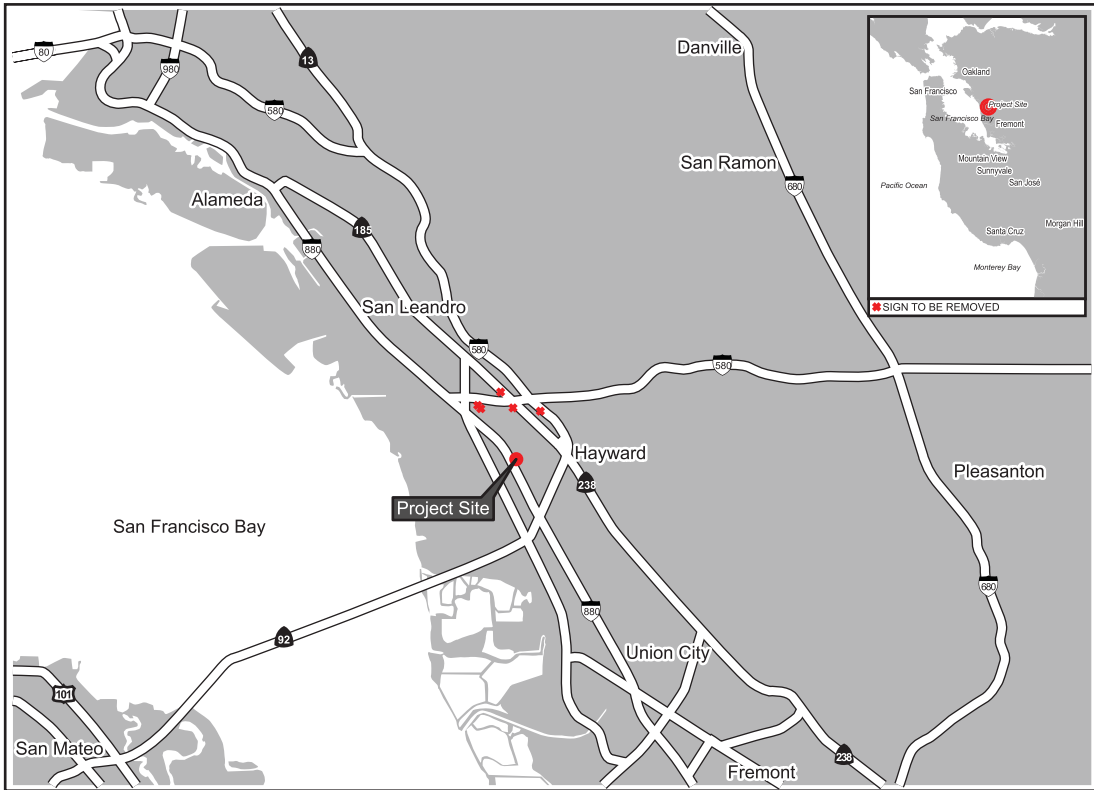 80
980
13
580
Danville
San Ramon
680
Alameda
185
880
San Leandro
580
580
Hayward
238
Pleasanton
Project Site
San Francisco Bay
680
880
92
Union City
101
San Mateo
Fremont
238
Oakland
San Francisco
Project Site
San Francisco Bay
Fremont
Mountain View
Sunnyvale
San José
Pacific Ocean
Morgan Hill
Santa Cruz
Monterey Bay
SIGN TO BE REMOVED